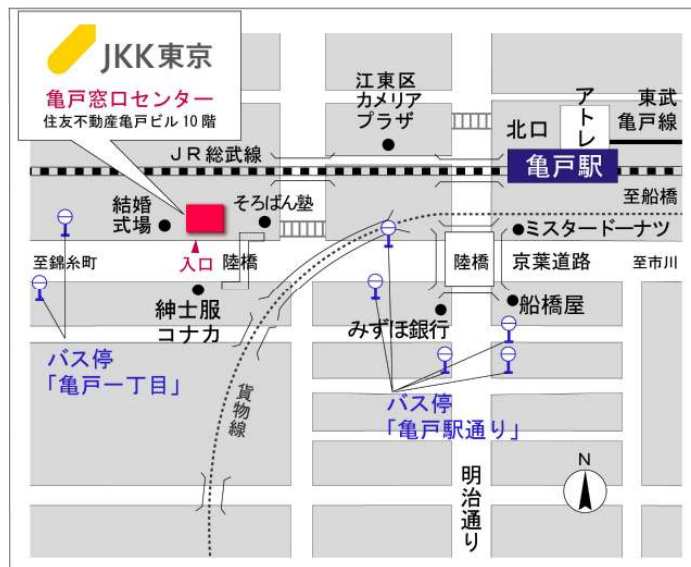 JKK東京
亀戸窓口センター
住友不動産亀戸ビル10階
江東区
カメリア
プラザ
アトレ
東武
亀戸線
北口
JR総武線
亀戸駅
至船橋
結婚
式場
そろばん塾
ミスタードーナツ
至錦糸町
入口
陸橋
陸橋
京葉道路
至市川
紳士服
コナカ
みずほ銀行
船橋屋
バス停
「亀戸一丁目」
貨物線
バス停
「亀戸駅通り」
明治通り
N